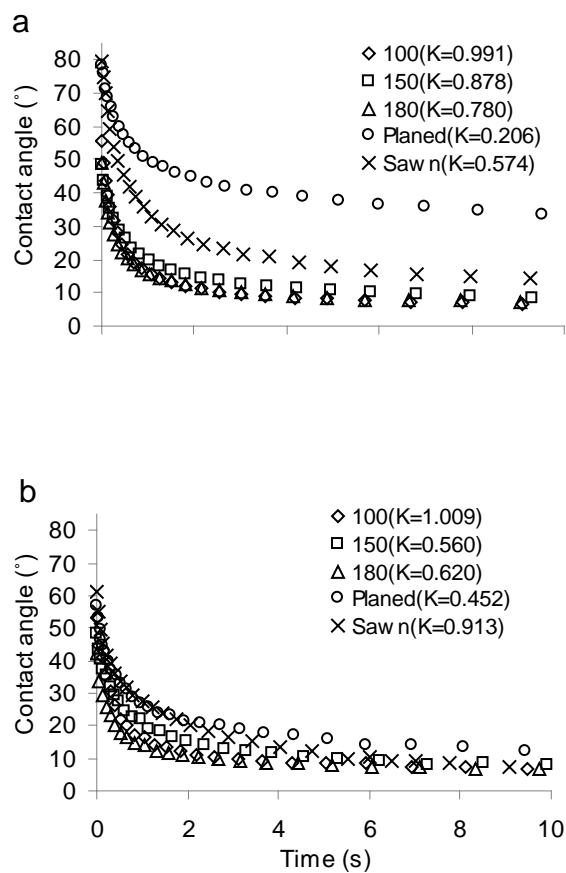 a
80
70
60
50
40
30
20
10
0
Contact angle (˚)
100(K=0.991)
150(K=0.878)
180(K=0.780)
Planed(K=0.206)
Sawn(K=0.574)
b
80
70
60
50
40
30
20
10
0
Contact angle (˚)
100(K=1.009)
150(K=0.560)
180(K=0.620)
Planed(K=0.452)
Sawn(K=0.913)
0 2 4 6 8 10
Time (s)